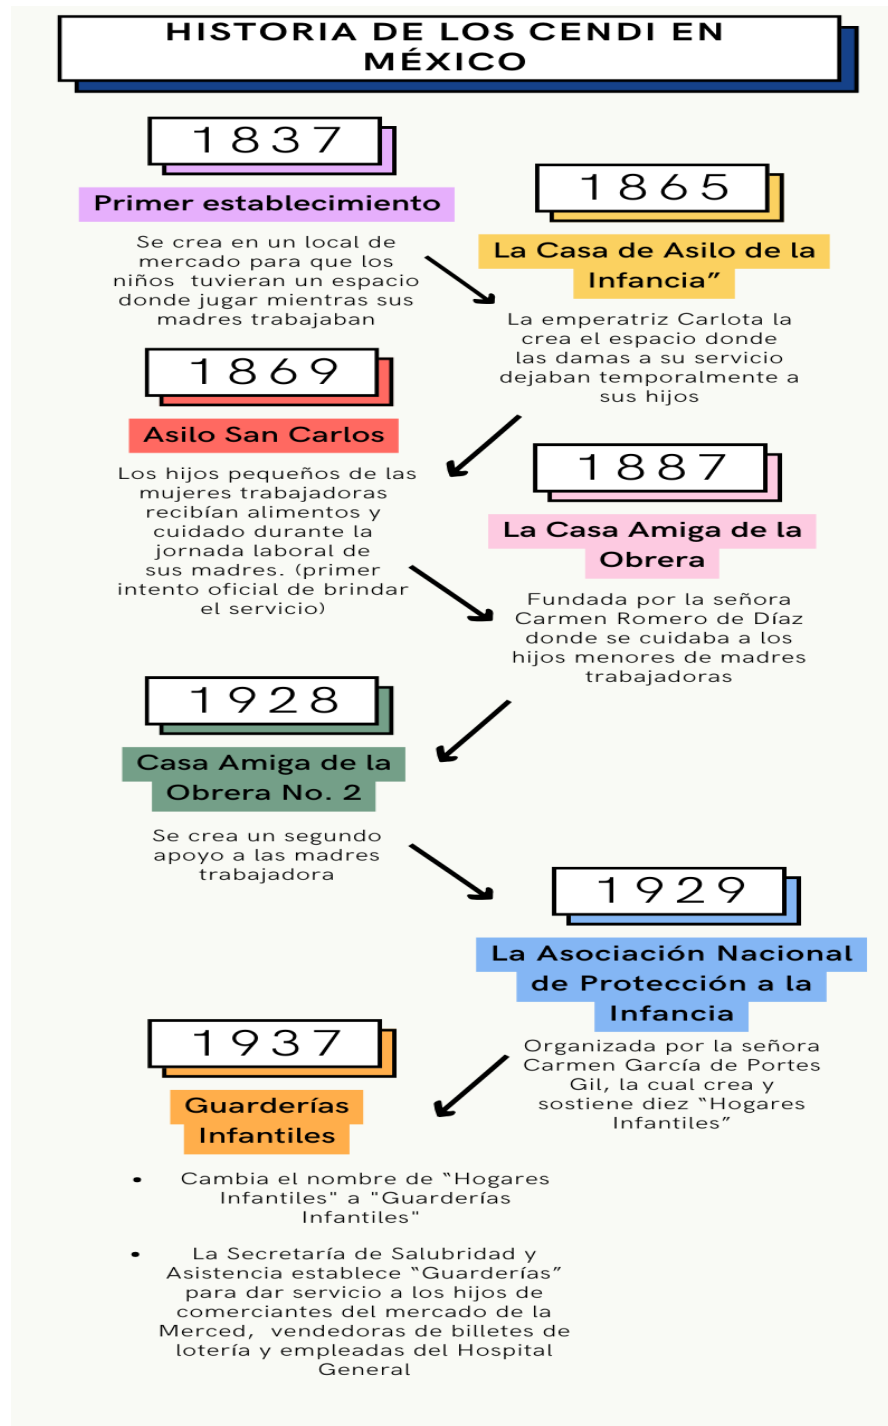 HISTORIA DE LOS CENDI EN
MÉXICO
1837
Primer establecimiento
Se crea en un local de
mercado para que los
niños tuvieran un espacio
donde jugar mientras sus
madres trabajaban
1865
La Casa de Asilo de la
Infancia”
La emperatriz Carlota la
crea el espacio donde
las damas a su servicio
dejaban temporalmente a
sus hijos
1869
Asilo San Carlos
Los hijos pequeños de las
mujeres trabajadoras
recibían alimentos y
cuidado durante la
jornada laboral de
sus madres. (primer
intento oficial de brindar
el servicio)
1887
La Casa Amiga de la
Obrera
Fundada por la señora
Carmen Romero de Díaz
donde se cuidaba a los
hijos menores de madres
trabajadoras
1928
Casa Amiga de la
Obrera No. 2
Se crea un segundo
apoyo a las madres
trabajadora
1929
La Asociación Nacional
de Protección a la
Infancia
Organizada por la señora
Carmen García de Portes
Gil, la cual crea y
sostiene diez “Hogares
Infantiles”
1937
Guarderías
Infantiles
• Cambia el nombre de “Hogares
Infantiles" a "Guarderías
Infantiles"
• La Secretaría de Salubridad y
Asistencia establece “Guarderías”
para dar servicio a los hijos de
comerciantes del mercado de la
Merced, vendedoras de billetes de
lotería y empleadas del Hospital
General